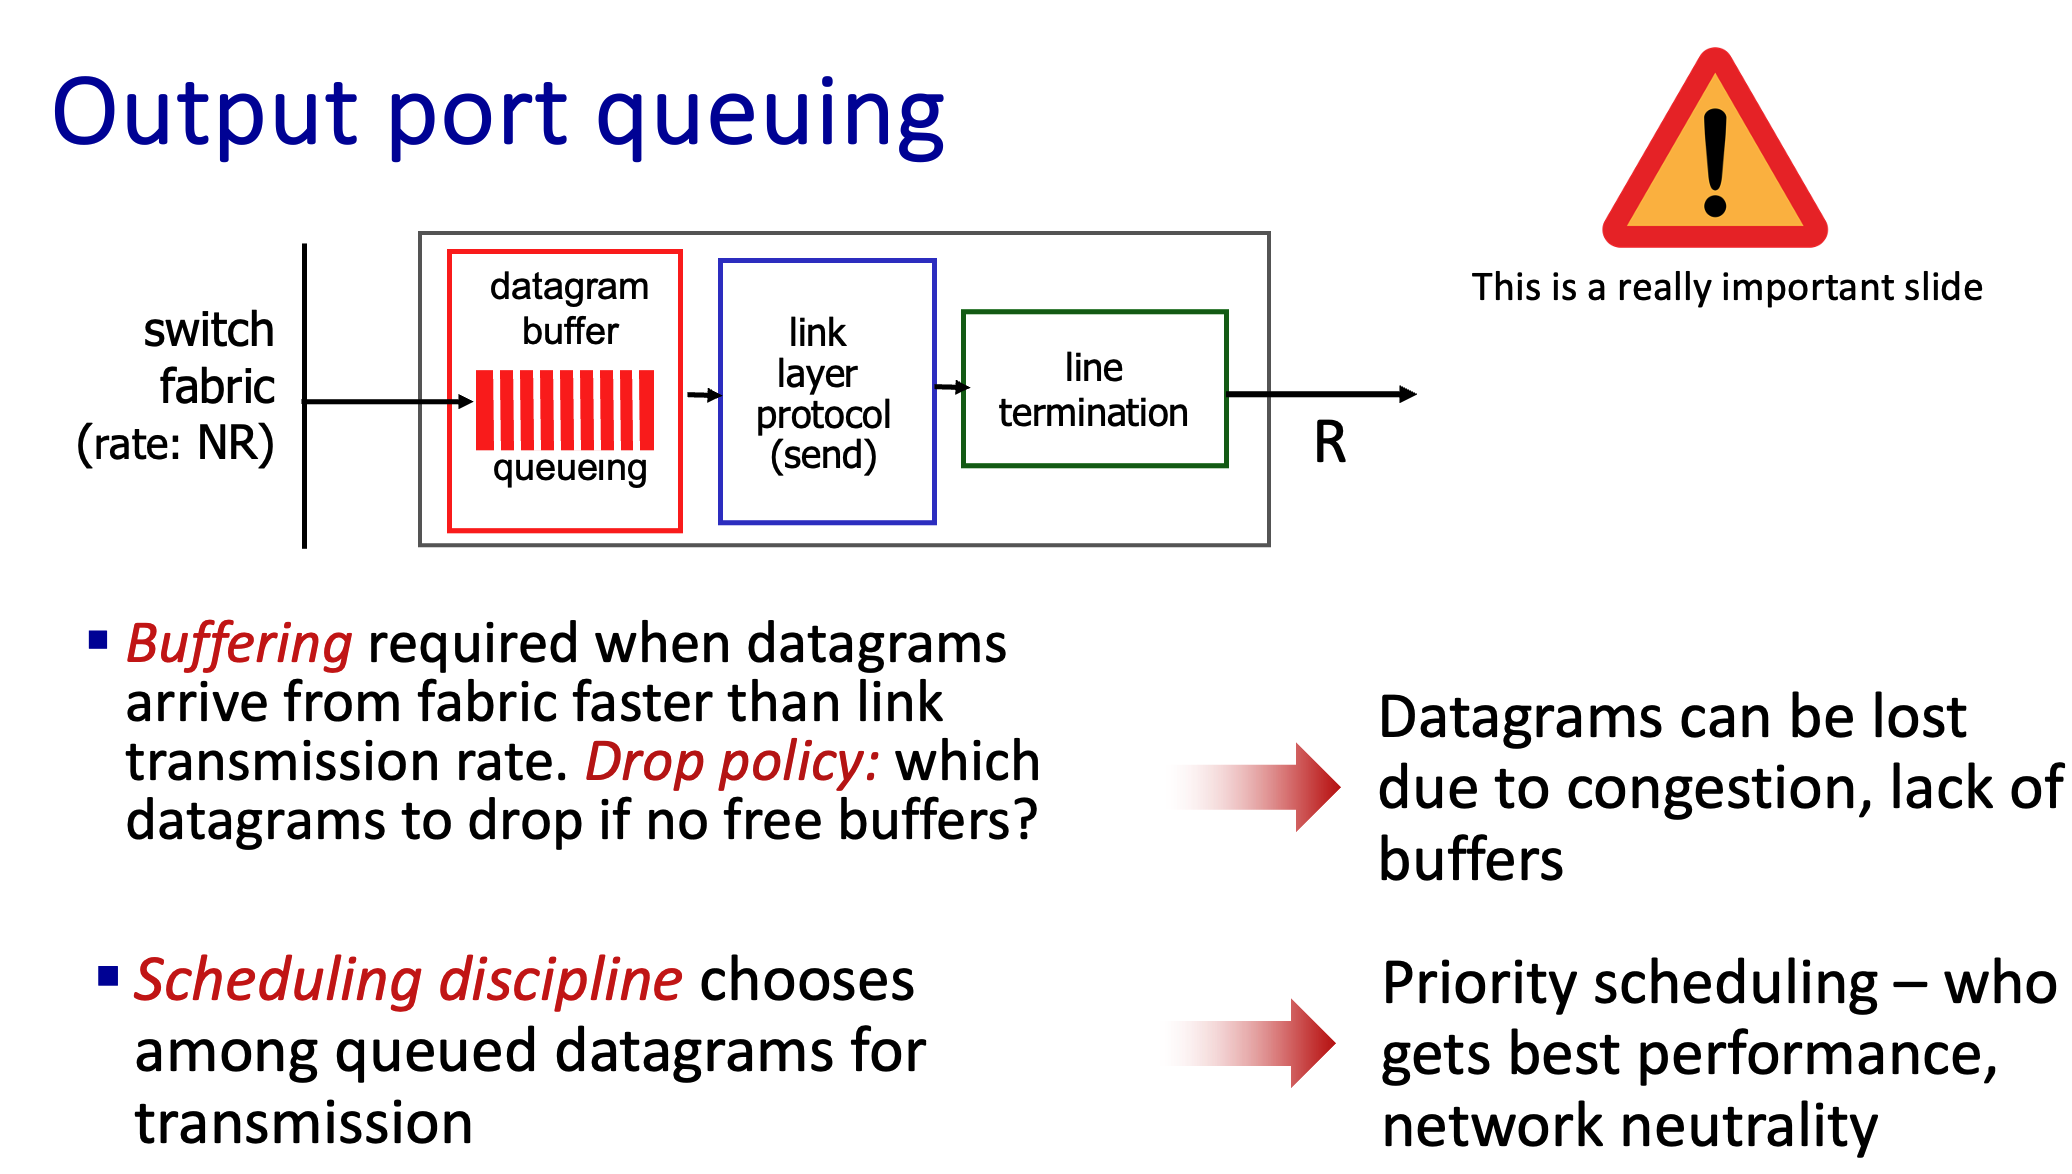 Output port queuing
This is a really important slide
switch
fabric
(rate: NR)
datagram
buffer
queueing
link
layer
protocol
(send)
line
termination
R
Buffering required when datagrams
arrive from fabric faster than link
transmission rate. Drop policy: which
datagrams to drop if no free buffers?
Datagrams can be lost
due to congestion, lack of
buffers
Scheduling discipline chooses
among queued datagrams for
transmission
Priority scheduling – who
gets best performance,
network neutrality